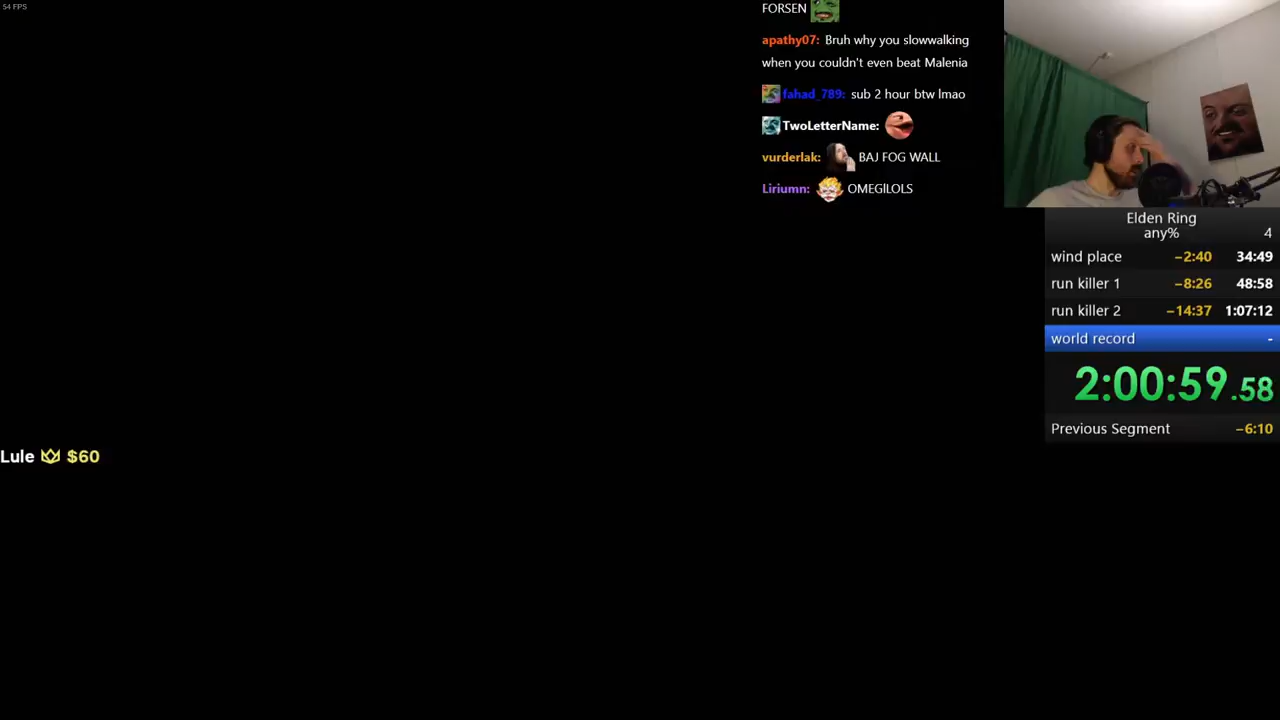 54 FPS
FORSEN
apathy07: Bruh why you slowwalking
when you couldn't even beat Malenia
fahad_789: sub 2 hour btw lmao
TwoLetterName:
vurderlak: BAJ FOG WALL
Liriumn: OMEGlLOLS
Elden Ring
any% 4
wind place −2:40 34:49
run killer 1 −8:26 48:58
run killer 2 −14:37 1:07:12
world record -
2:00:59.58
Previous Segment −6:10
Lule $60